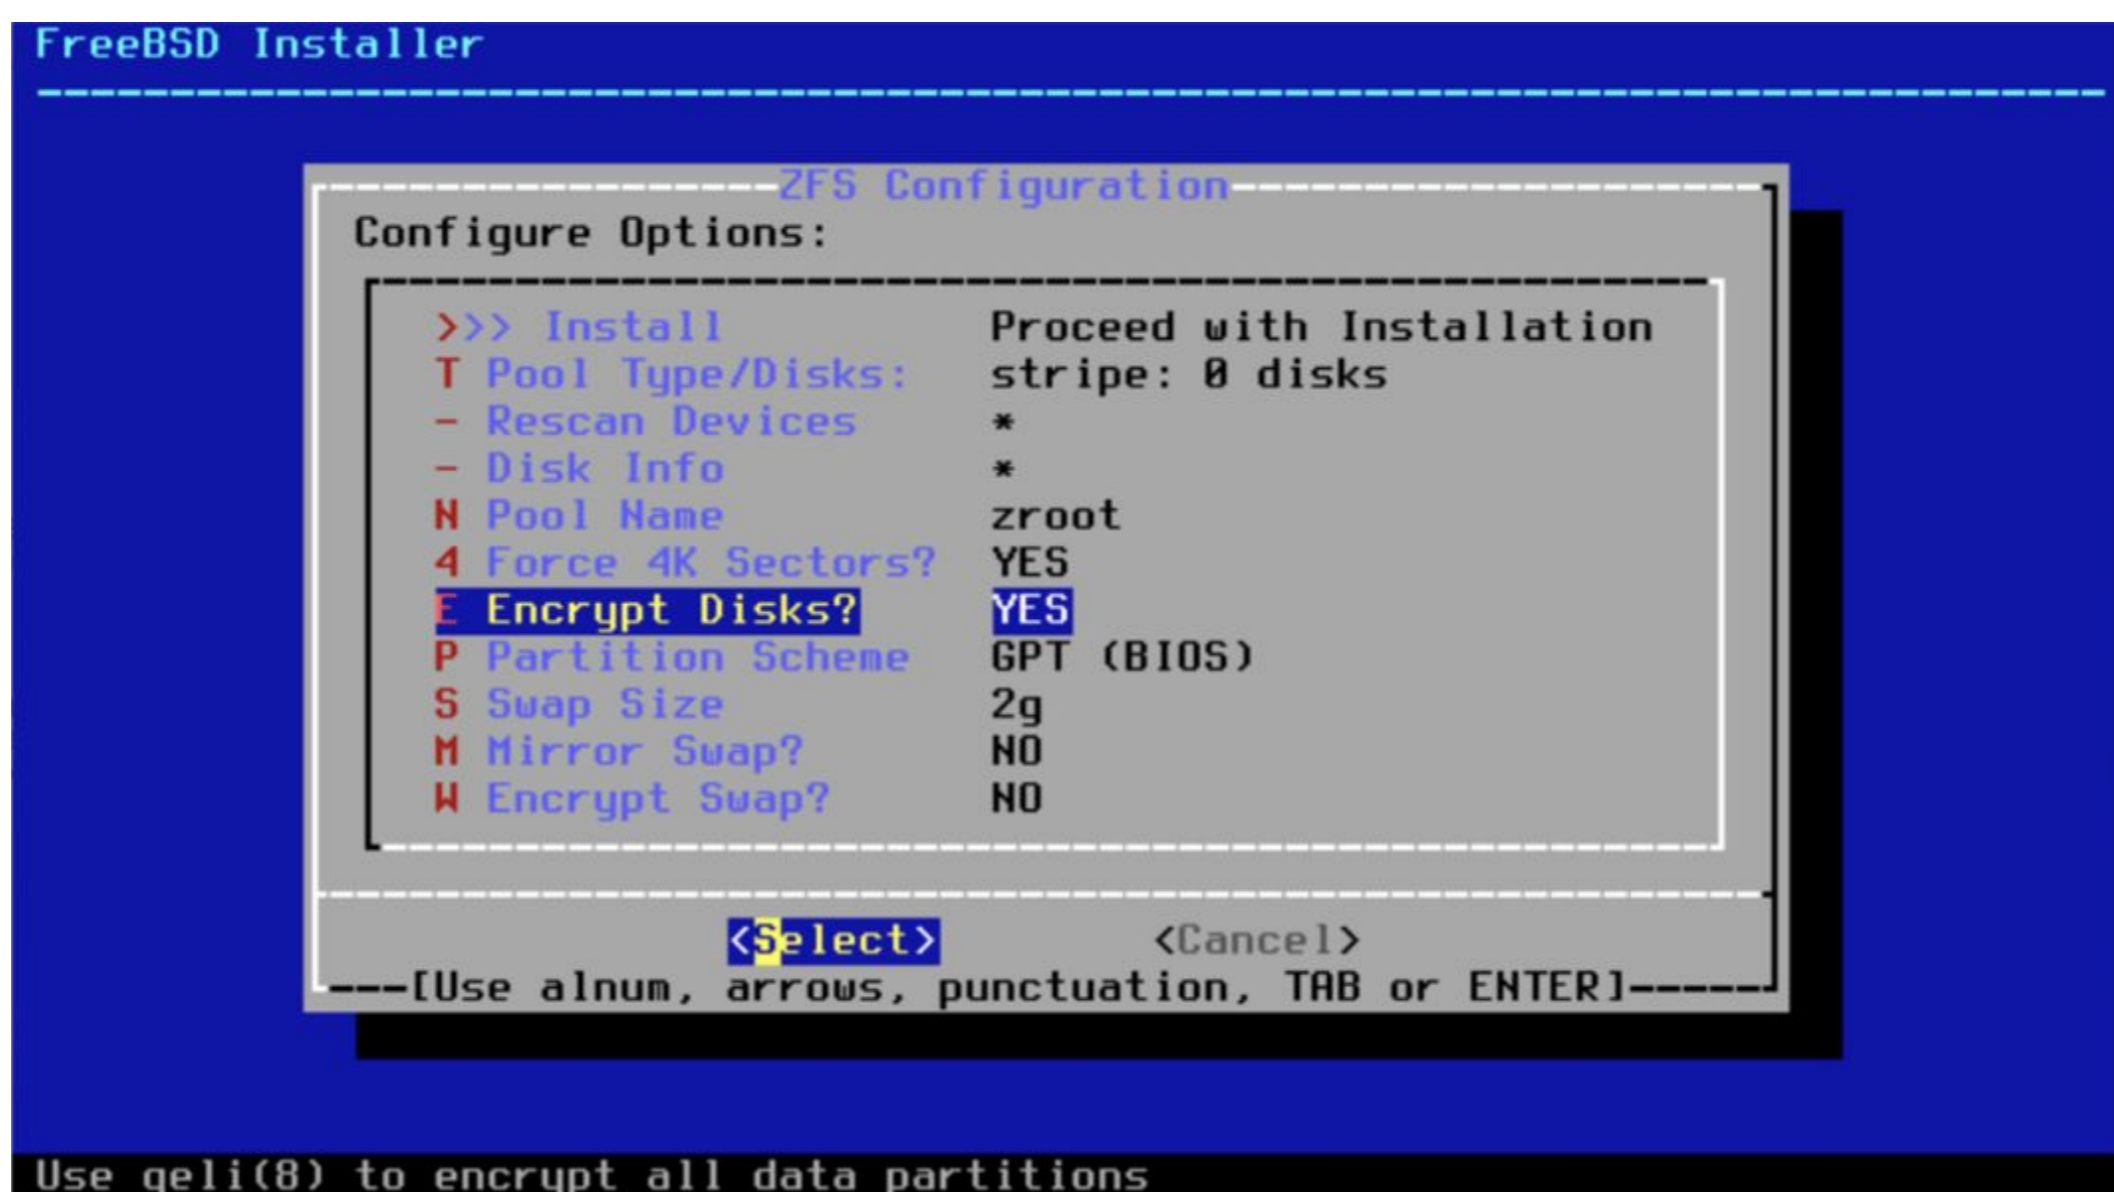 FreeBSD Installer
ZFS Configuration
Configure Options:
>>> Install Proceed with Installation
T Pool Type/Disks: stripe: 0 disks
- Rescan Devices *
- Disk Info *
N Pool Name zroot
4 Force 4K Sectors? YES
E Encrypt Disks? YES
P Partition Scheme GPT (BIOS)
S Swap Size 2g
M Mirror Swap? NO
W Encrypt Swap? NO
<Select> <Cancel>
[Use alnum, arrows, punctuation, TAB or ENTER]
Use geli(8) to encrypt all data partitions